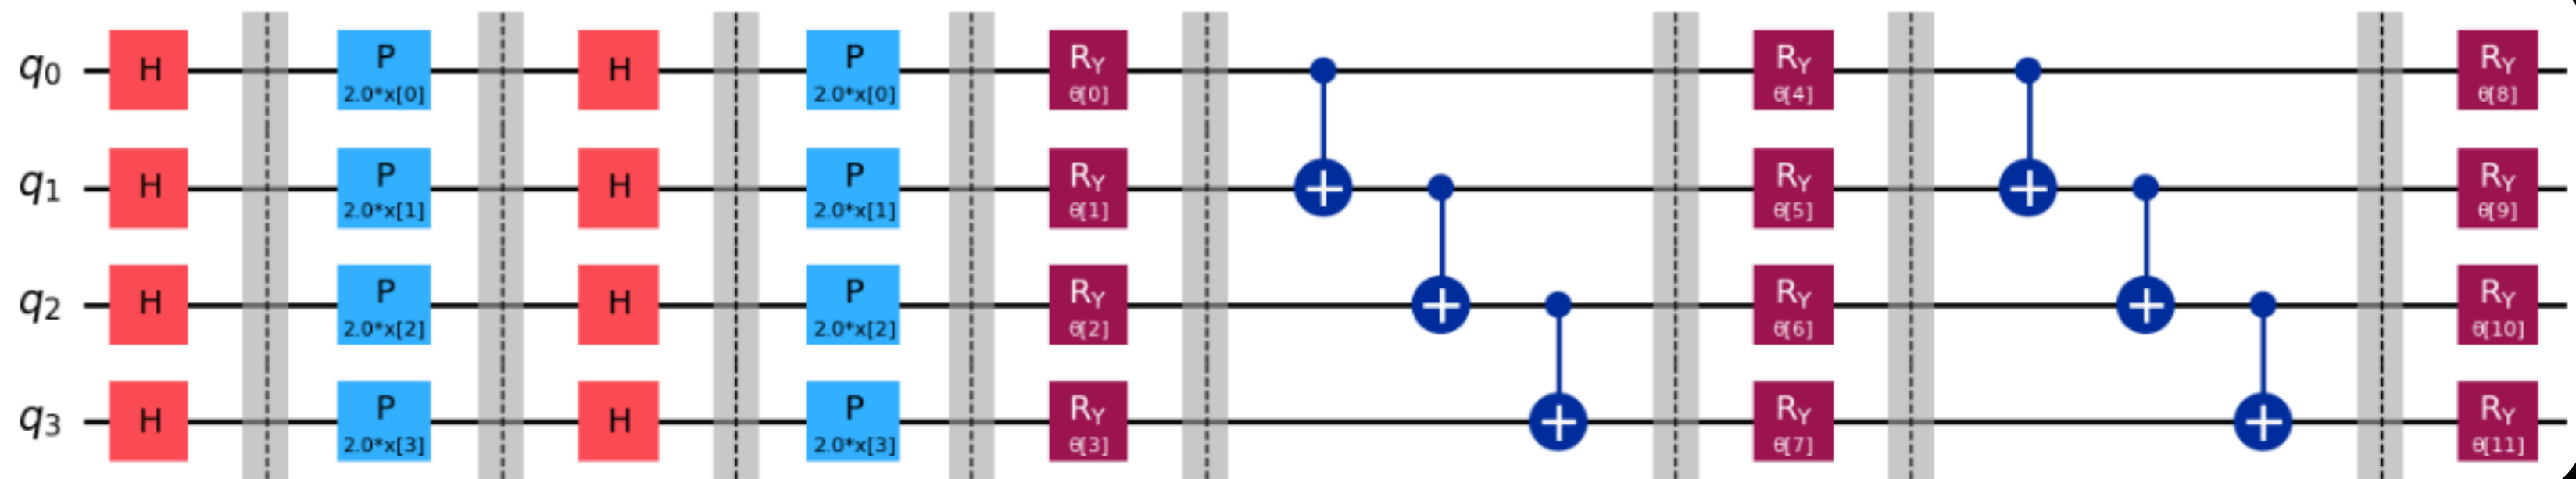 q0 H P H P RY RY RY
2.0*x[0] 2.0*x[0] θ[0] θ[4] θ[8]
q1 H P H P RY RY RY
2.0*x[1] 2.0*x[1] θ[1] θ[5] θ[9]
q2 H P H P RY RY RY
2.0*x[2] 2.0*x[2] θ[2] θ[6] θ[10]
q3 H P H P RY RY RY
2.0*x[3] 2.0*x[3] θ[3] θ[7] θ[11]